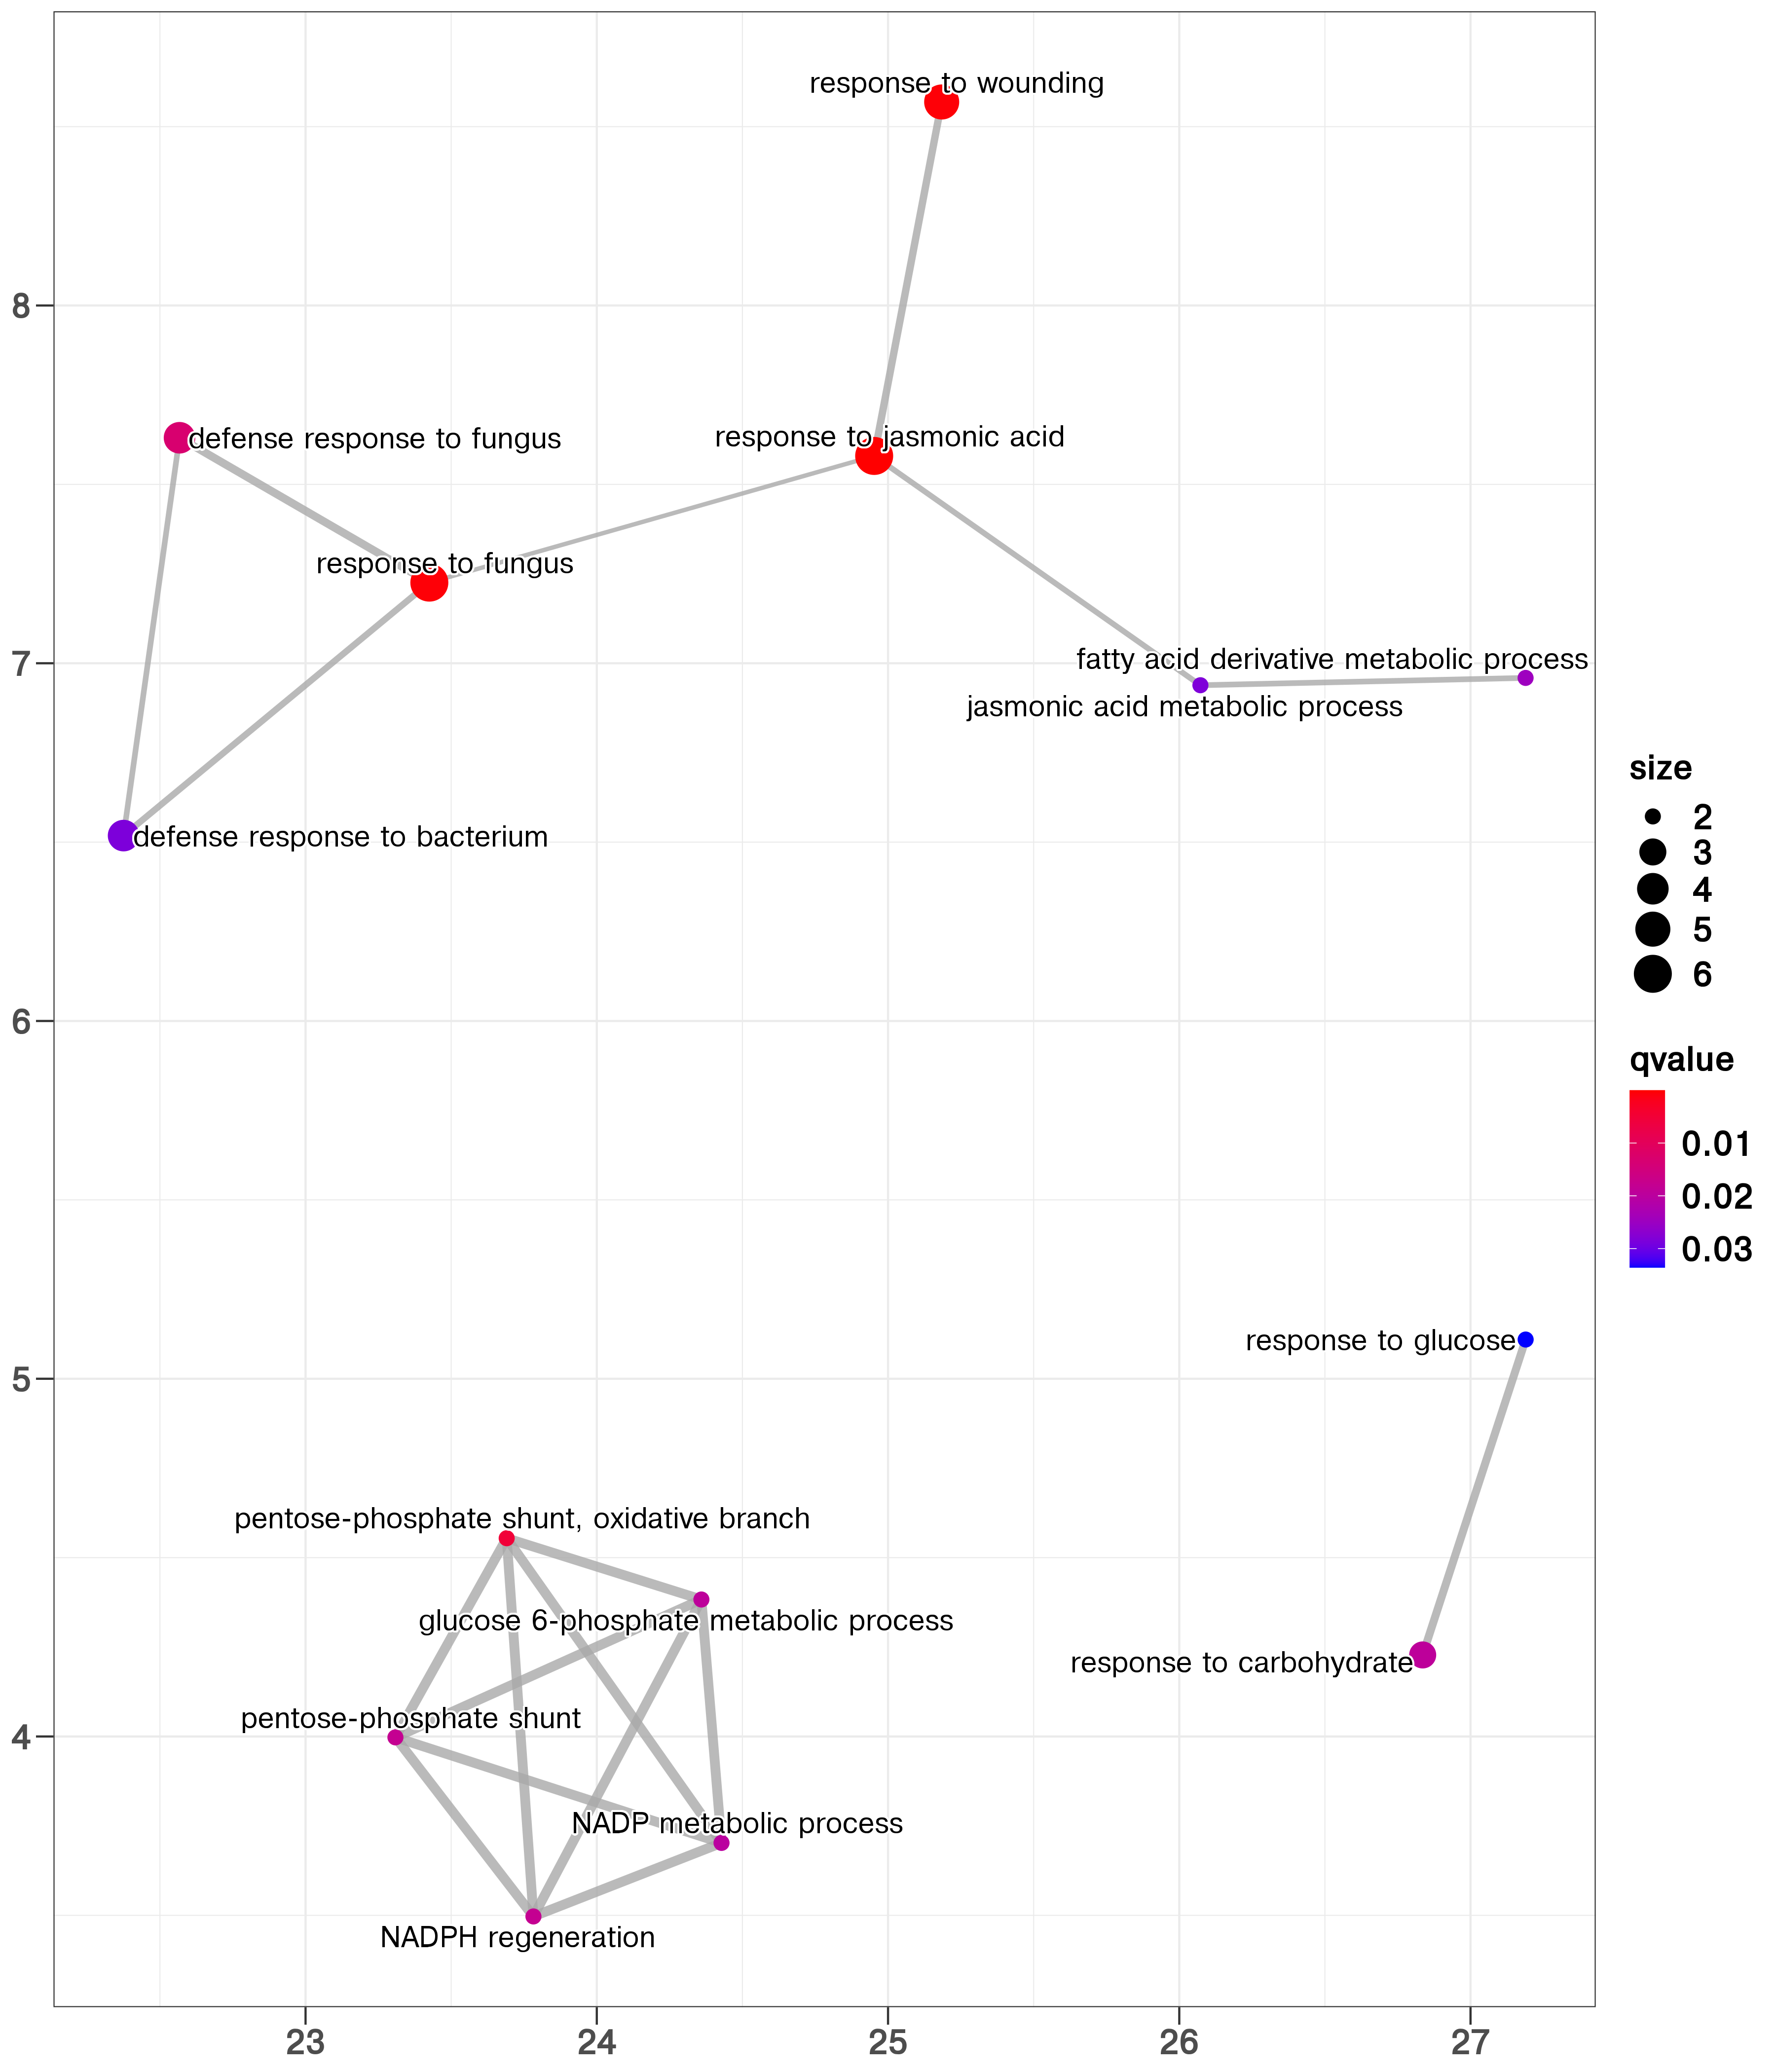 response to wounding
8
defense response to fungus
response to jasmonic acid
response to fungus
7
fatty acid derivative metabolic process
jasmonic acid metabolic process
defense response to bacterium
size
2
3
4
5
6
6
qvalue
0.01
0.02
0.03
response to glucose
5
pentose-phosphate shunt, oxidative branch
glucose 6-phosphate metabolic process
response to carbohydrate
pentose-phosphate shunt
4
NADP metabolic process
NADPH regeneration
23 24 25 26 27